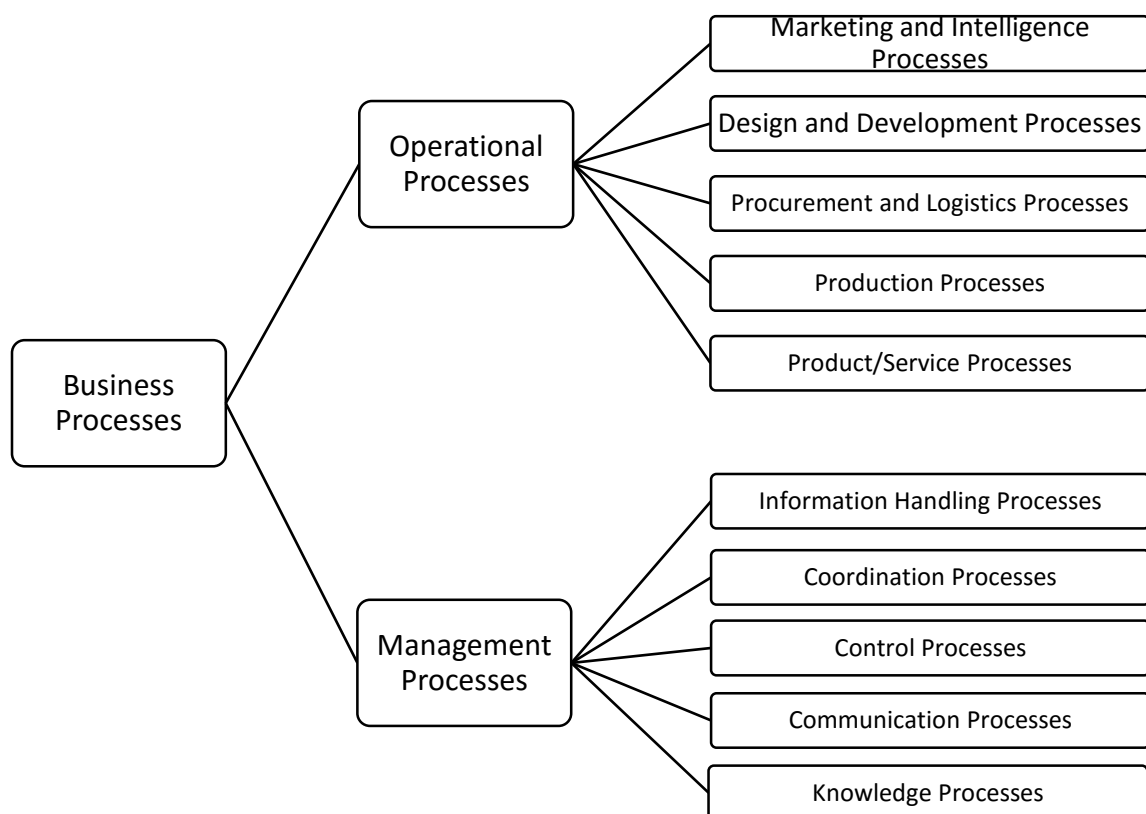 Business
Processes
Operational
Processes
Marketing and Intelligence
Processes
Design and Development Processes
Procurement and Logistics Processes
Production Processes
Product/Service Processes
Management
Processes
Information Handling Processes
Coordination Processes
Control Processes
Communication Processes
Knowledge Processes